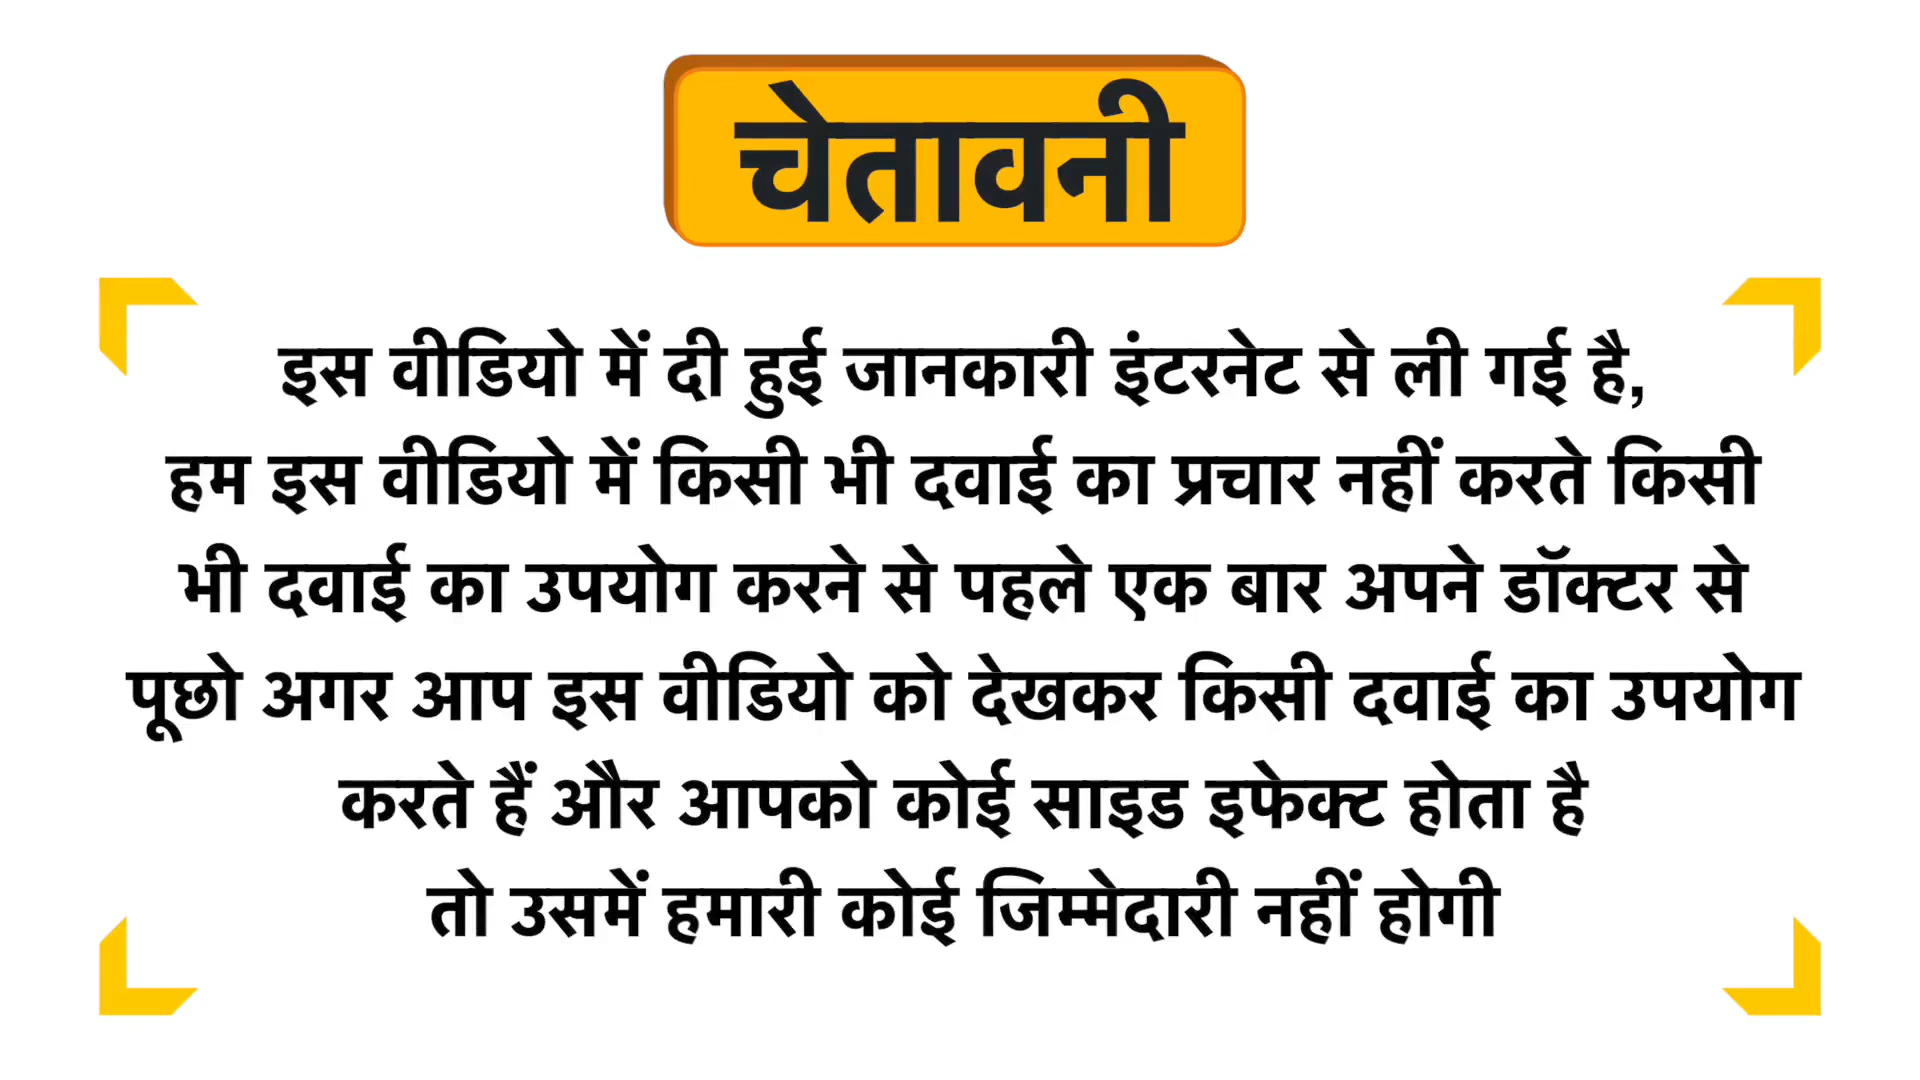 चेतावनी
इस वीडियो में दी हुई जानकारी इंटरनेट से ली गई है,
हम इस वीडियो में किसी भी दवाई का प्रचार नहीं करते किसी
भी दवाई का उपयोग करने से पहले एक बार अपने डॉक्टर से
पूछो अगर आप इस वीडियो को देखकर किसी दवाई का उपयोग
करते हैं और आपको कोई साइड इफेक्ट होता है
तो उसमें हमारी कोई जिम्मेदारी नहीं होगी